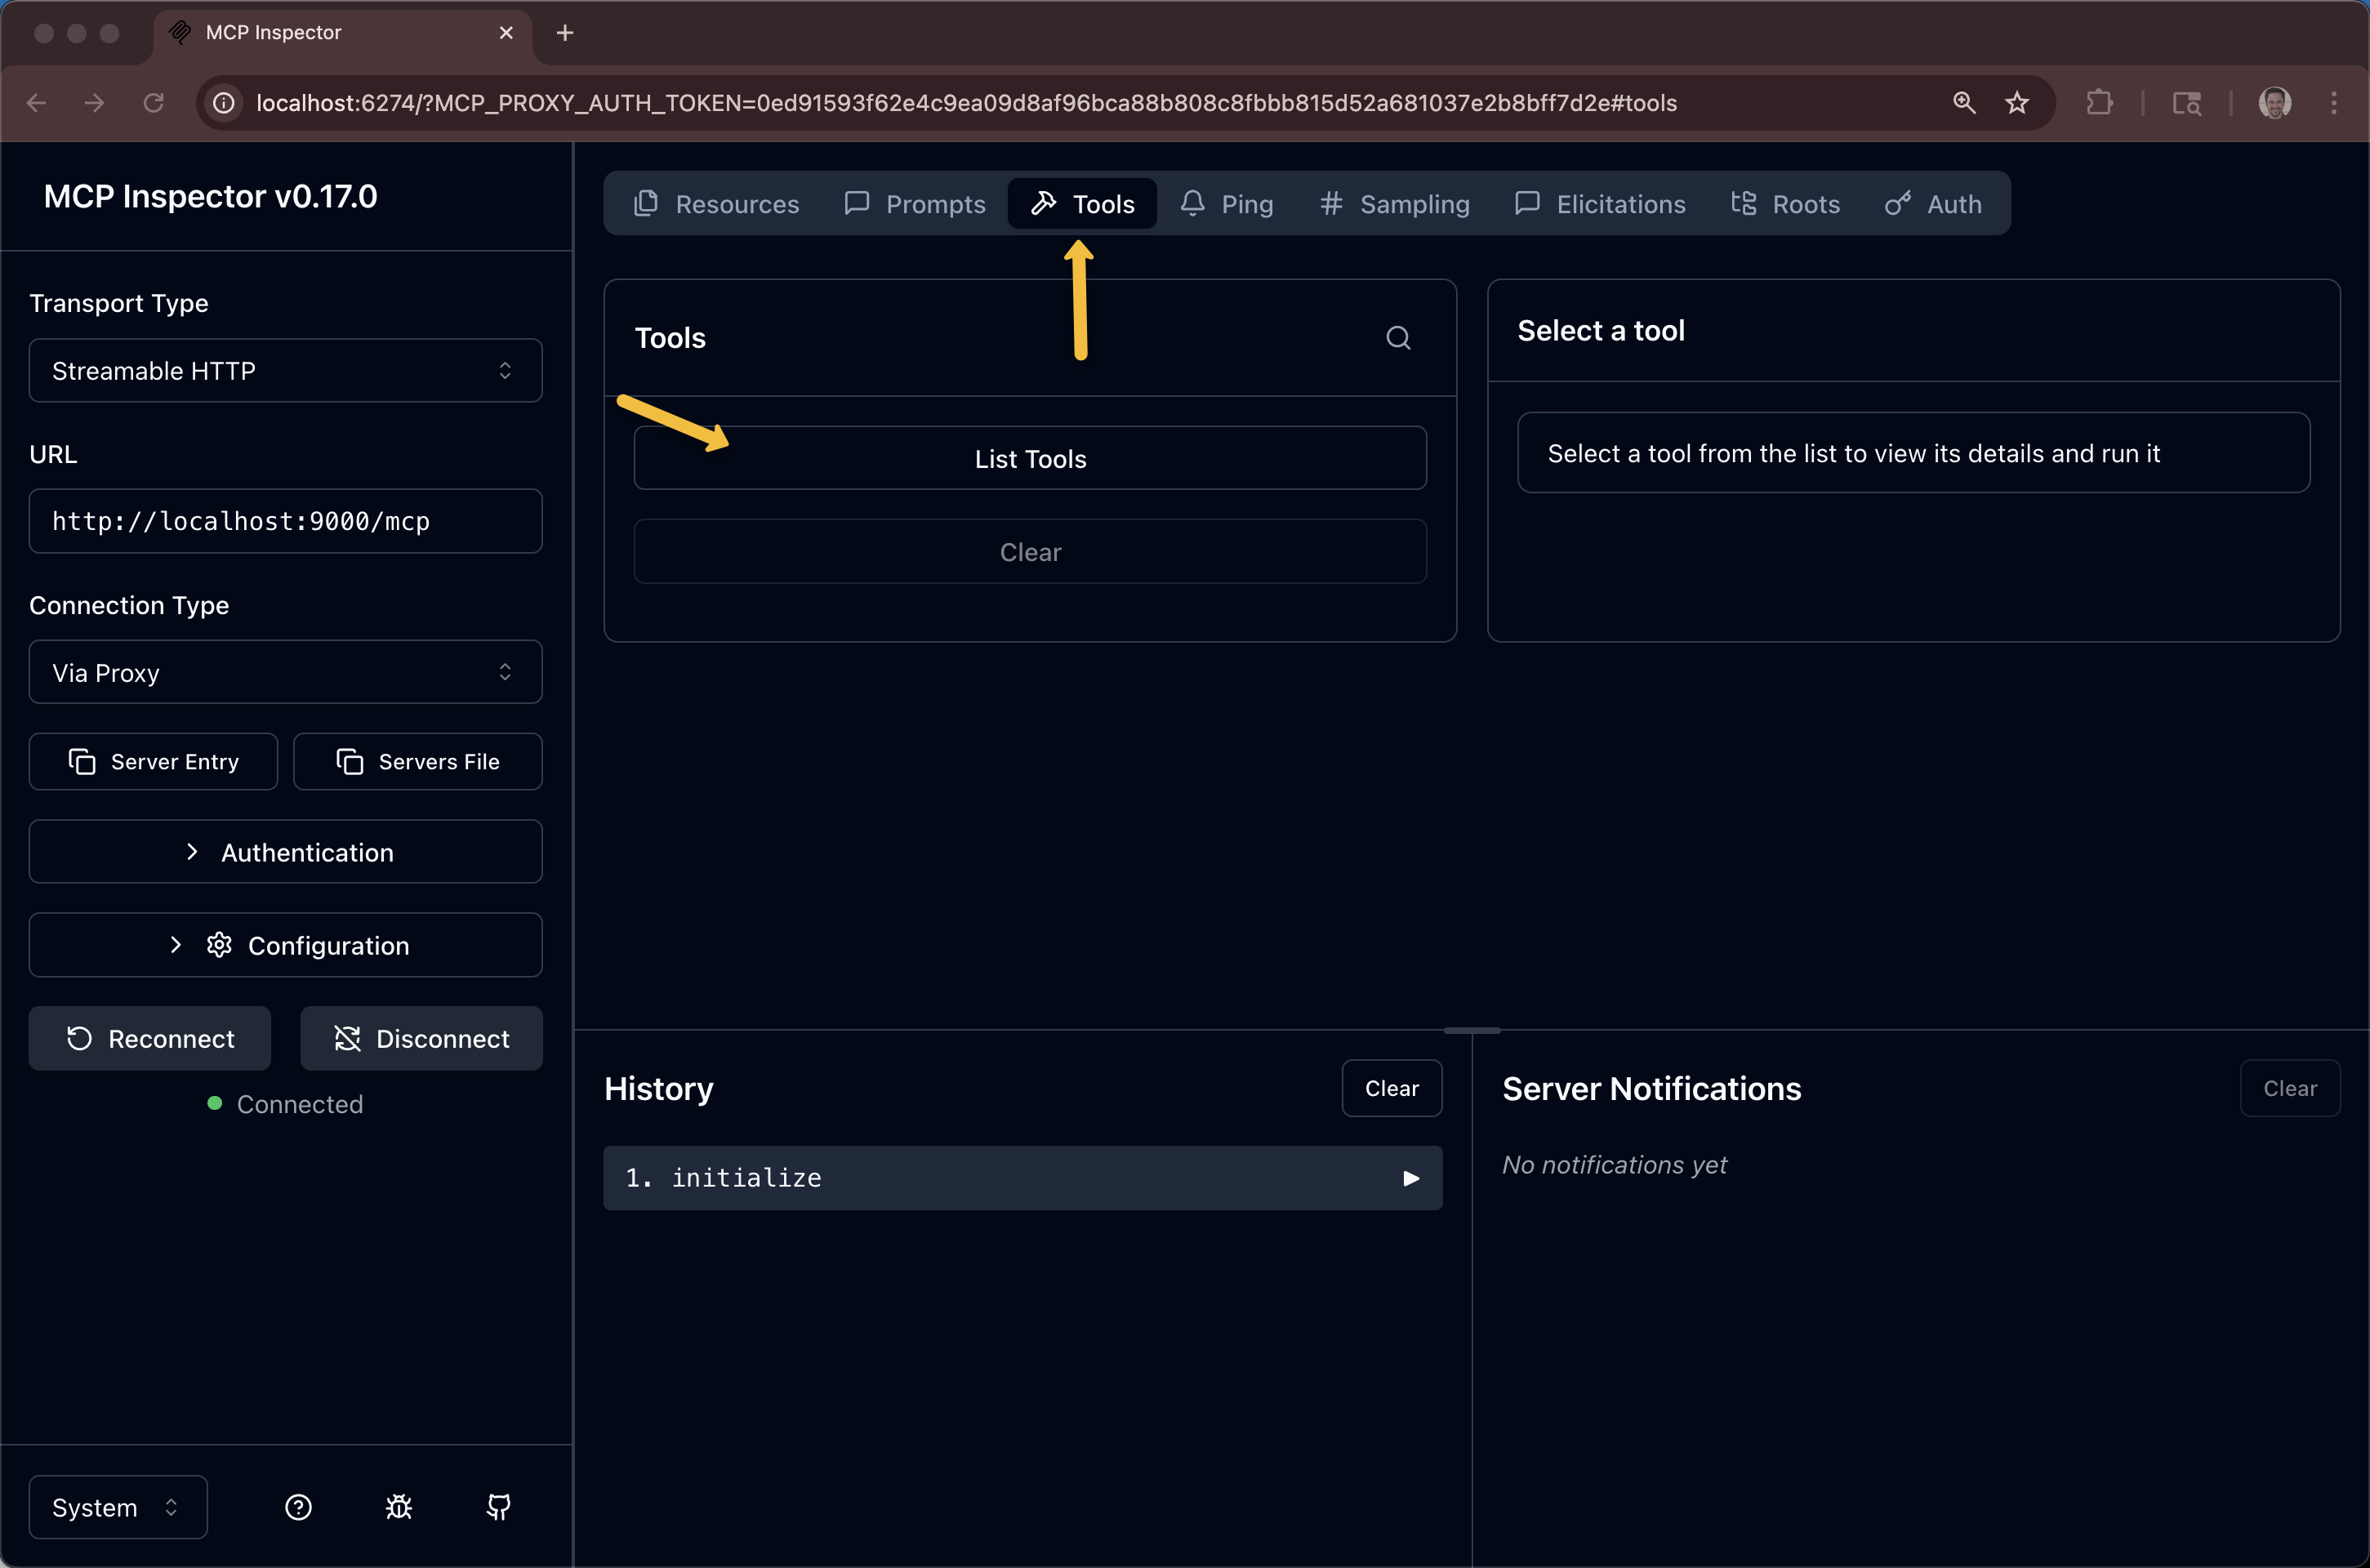 MCP Inspector
localhost:6274/?MCP_PROXY_AUTH_TOKEN=0ed91593f62e4c9ea09d8af96bca88b808c8fbbb815d52a681037e2b8bff7d2e#tools
MCP Inspector v0.17.0
Transport Type
Streamable HTTP
URL
http://localhost:9000/mcp
Connection Type
Via Proxy
Server Entry
Servers File
Authentication
Configuration
Reconnect
Disconnect
Connected
System
Resources
Prompts
Tools
Ping
Sampling
Elicitations
Roots
Auth
Tools
List Tools
Clear
Select a tool
Select a tool from the list to view its details and run it
History
Clear
1. initialize
Server Notifications
Clear
No notifications yet